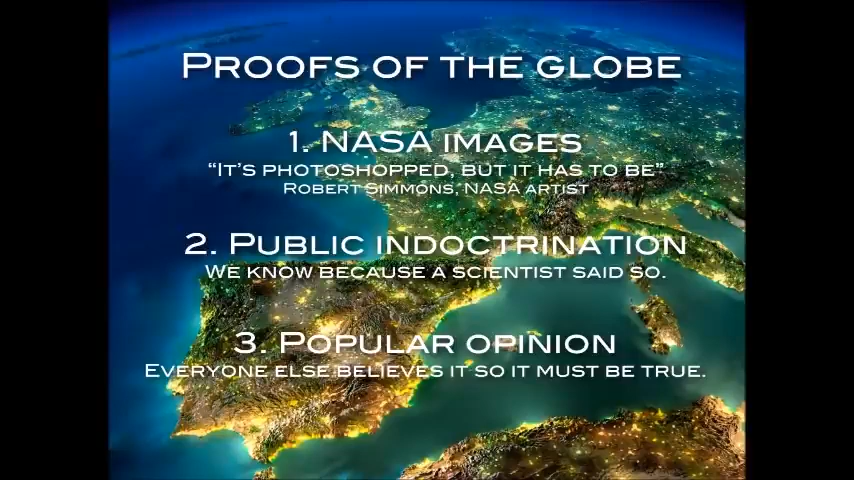 PROOFS OF THE GLOBE
1. NASA IMAGES
“IT’S PHOTOSHOPPED, BUT IT HAS TO BE”
ROBERT SIMMONS, NASA ARTIST
2. PUBLIC INDOCTRINATION
WE KNOW BECAUSE A SCIENTIST SAID SO.
3. POPULAR OPINION
EVERYONE ELSE BELIEVES IT SO IT MUST BE TRUE.